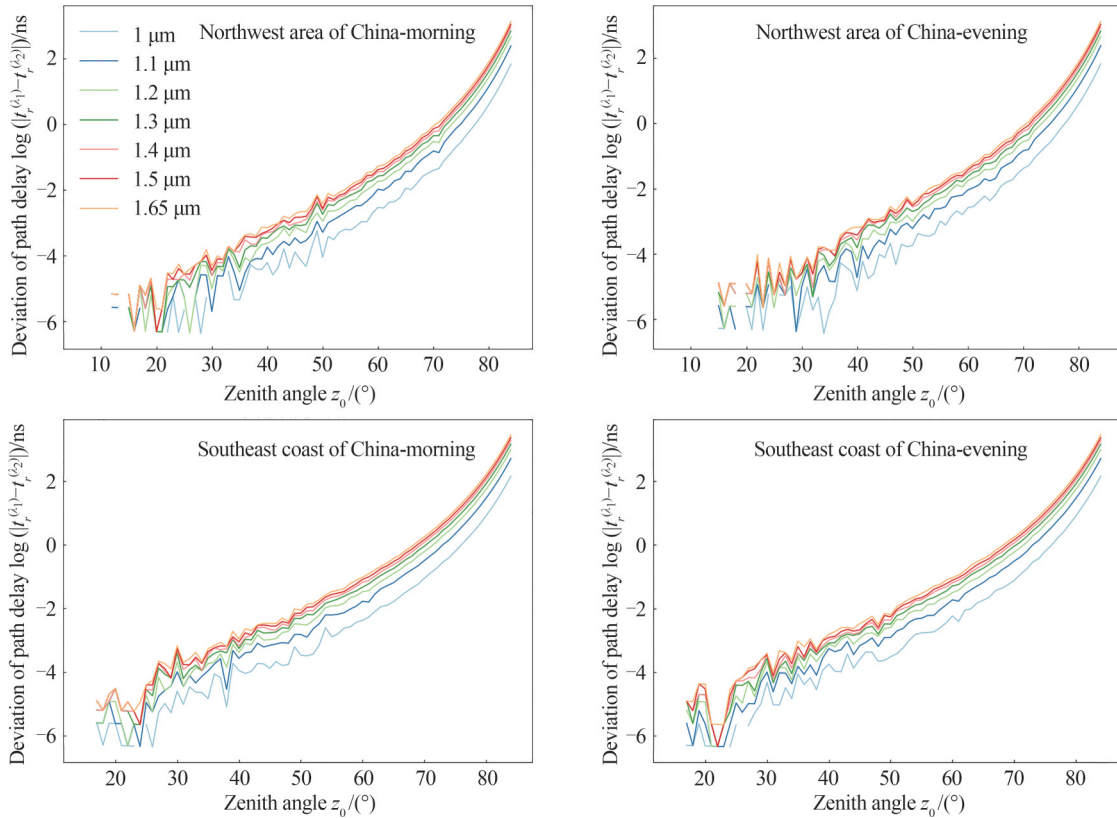 Northwest area of China-morning
1 μm
1.1 μm
1.2 μm
1.3 μm
1.4 μm
1.5 μm
1.65 μm
Deviation of path delay log (|t_r^(λ1)−t_r^(λ2)|)/ns
2
0
−2
−4
−6
10 20 30 40 50 60 70 80
Zenith angle z₀/(°)
Northwest area of China-evening
Deviation of path delay log (|t_r^(λ1)−t_r^(λ2)|)/ns
2
0
−2
−4
−6
10 20 30 40 50 60 70 80
Zenith angle z₀/(°)
Southeast coast of China-morning
Deviation of path delay log (|t_r^(λ1)−t_r^(λ2)|)/ns
2
0
−2
−4
−6
20 30 40 50 60 70 80
Zenith angle z₀/(°)
Southeast coast of China-evening
Deviation of path delay log (|t_r^(λ1)−t_r^(λ2)|)/ns
2
0
−2
−4
−6
20 30 40 50 60 70 80
Zenith angle z₀/(°)